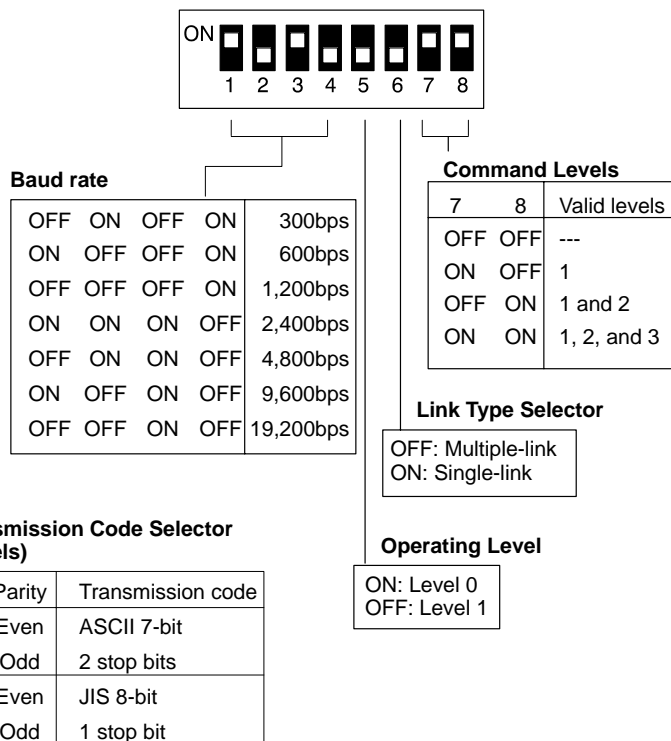 ON
1 2 3 4 5 6 7 8
Baud rate
OFF ON OFF ON 300bps
ON OFF OFF ON 600bps
OFF OFF OFF ON 1,200bps
ON ON ON OFF 2,400bps
OFF ON ON OFF 4,800bps
ON OFF ON OFF 9,600bps
OFF OFF ON OFF 19,200bps
Command Levels
7 8 Valid levels
OFF OFF ---
ON OFF 1
OFF ON 1 and 2
ON ON 1, 2, and 3
Link Type Selector
OFF: Multiple-link
ON: Single-link
Operating Level
ON: Level 0
OFF: Level 1
Code Selector
Parity Transmission code
Even ASCII 7-bit
Odd 2 stop bits
Even JIS 8-bit
Odd 1 stop bit